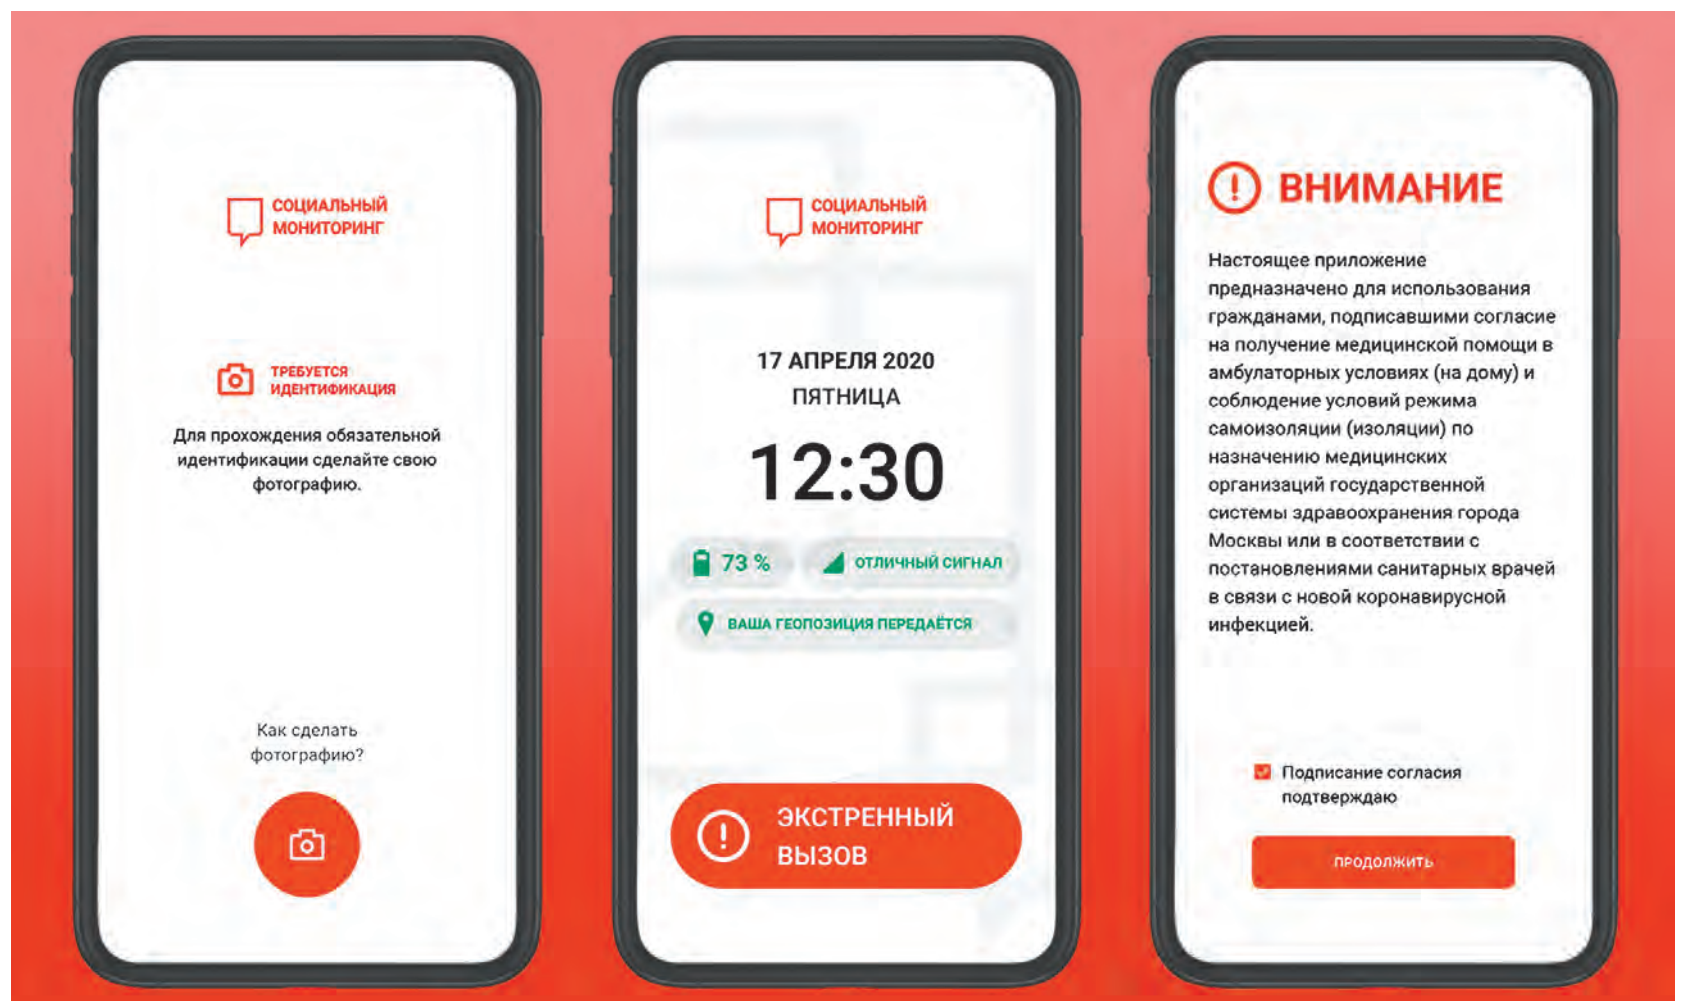 СОЦИАЛЬНЫЙ
МОНИТОРИНГ
ТРЕБУЕТСЯ
ИДЕНТИФИКАЦИЯ
Для прохождения обязательной
идентификации сделайте свою
фотографию.
Как сделать
фотографию?
СОЦИАЛЬНЫЙ
МОНИТОРИНГ
17 АПРЕЛЯ 2020
ПЯТНИЦА
12:30
73 %
ОТЛИЧНЫЙ СИГНАЛ
ВАША ГЕОПОЗИЦИЯ ПЕРЕДАЁТСЯ
ЭКСТРЕННЫЙ
ВЫЗОВ
ВНИМАНИЕ
Настоящее приложение
предназначено для использования
гражданами, подписавшими согласие
на получение медицинской помощи в
амбулаторных условиях (на дому) и
соблюдение условий режима
самоизоляции (изоляции) по
назначению медицинских
организаций государственной
системы здравоохранения города
Москвы или в соответствии с
постановлениями санитарных врачей
в связи с новой коронавирусной
инфекцией.
Подписание согласия
подтверждаю
ПРОДОЛЖИТЬ